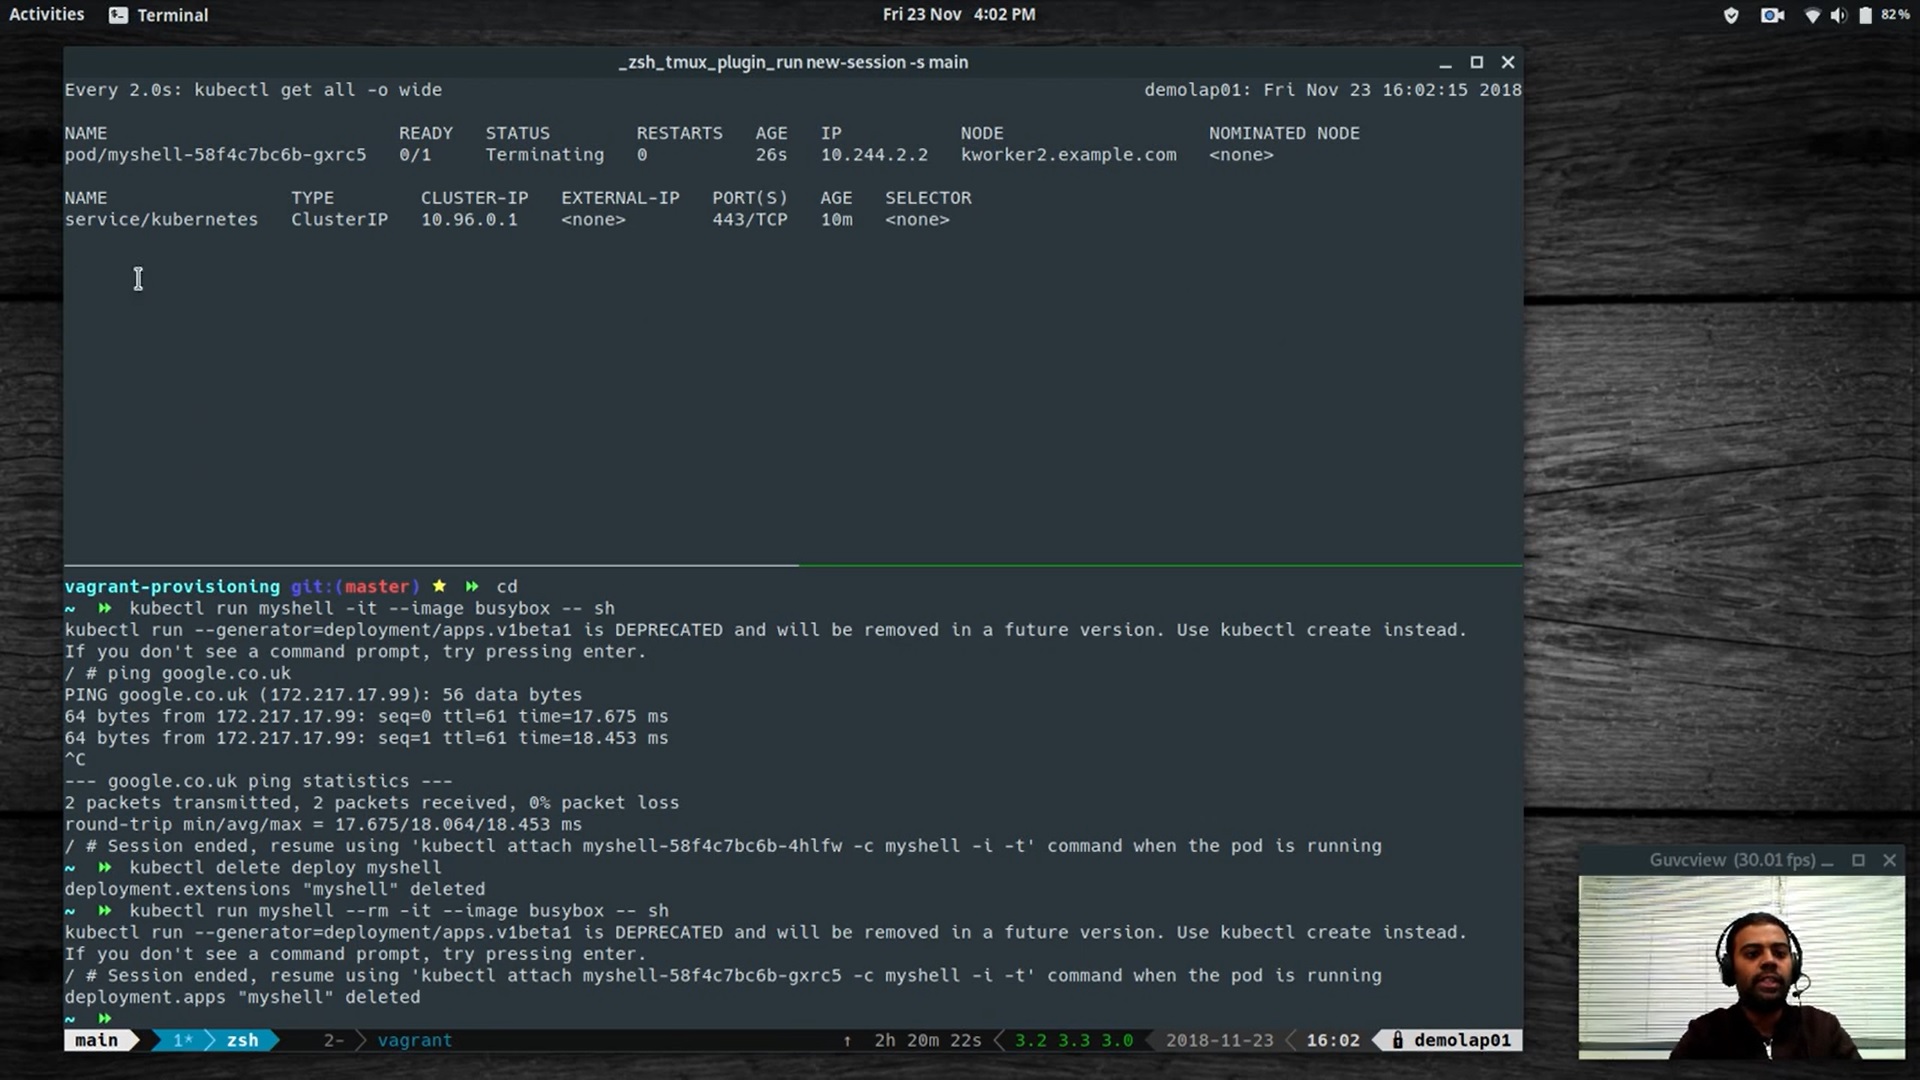 Activities Terminal Fri 23 Nov 4:02 PM 82%
_zsh_tmux_plugin_run new-session -s main
Every 2.0s: kubectl get all -o wide demolap01: Fri Nov 23 16:02:15 2018
NAME READY STATUS RESTARTS AGE IP NODE NOMINATED NODE
pod/myshell-58f4c7bc6b-gxrc5 0/1 Terminating 0 26s 10.244.2.2 kworker2.example.com <none>
NAME TYPE CLUSTER-IP EXTERNAL-IP PORT(S) AGE SELECTOR
service/kubernetes ClusterIP 10.96.0.1 <none> 443/TCP 10m <none>
vagrant-provisioning git:(master) ★ » cd
~ » kubectl run myshell -it --image busybox -- sh
kubectl run --generator=deployment/apps.v1beta1 is DEPRECATED and will be removed in a future version. Use kubectl create instead.
If you don't see a command prompt, try pressing enter.
/ # ping google.co.uk
PING google.co.uk (172.217.17.99): 56 data bytes
64 bytes from 172.217.17.99: seq=0 ttl=61 time=17.675 ms
64 bytes from 172.217.17.99: seq=1 ttl=61 time=18.453 ms
^C
--- google.co.uk ping statistics ---
2 packets transmitted, 2 packets received, 0% packet loss
round-trip min/avg/max = 17.675/18.064/18.453 ms
/ # Session ended, resume using 'kubectl attach myshell-58f4c7bc6b-4hlfw -c myshell -i -t' command when the pod is running
~ » kubectl delete deploy myshell
deployment.extensions "myshell" deleted
~ » kubectl run myshell --rm -it --image busybox -- sh
kubectl run --generator=deployment/apps.v1beta1 is DEPRECATED and will be removed in a future version. Use kubectl create instead.
If you don't see a command prompt, try pressing enter.
/ # Session ended, resume using 'kubectl attach myshell-58f4c7bc6b-gxrc5 -c myshell -i -t' command when the pod is running
deployment.apps "myshell" deleted
~ »
main 1* zsh 2- vagrant ↑ 2h 20m 22s 3.2 3.3 3.0 2018-11-23 16:02 demolap01
Guvcview (30.01 fps)